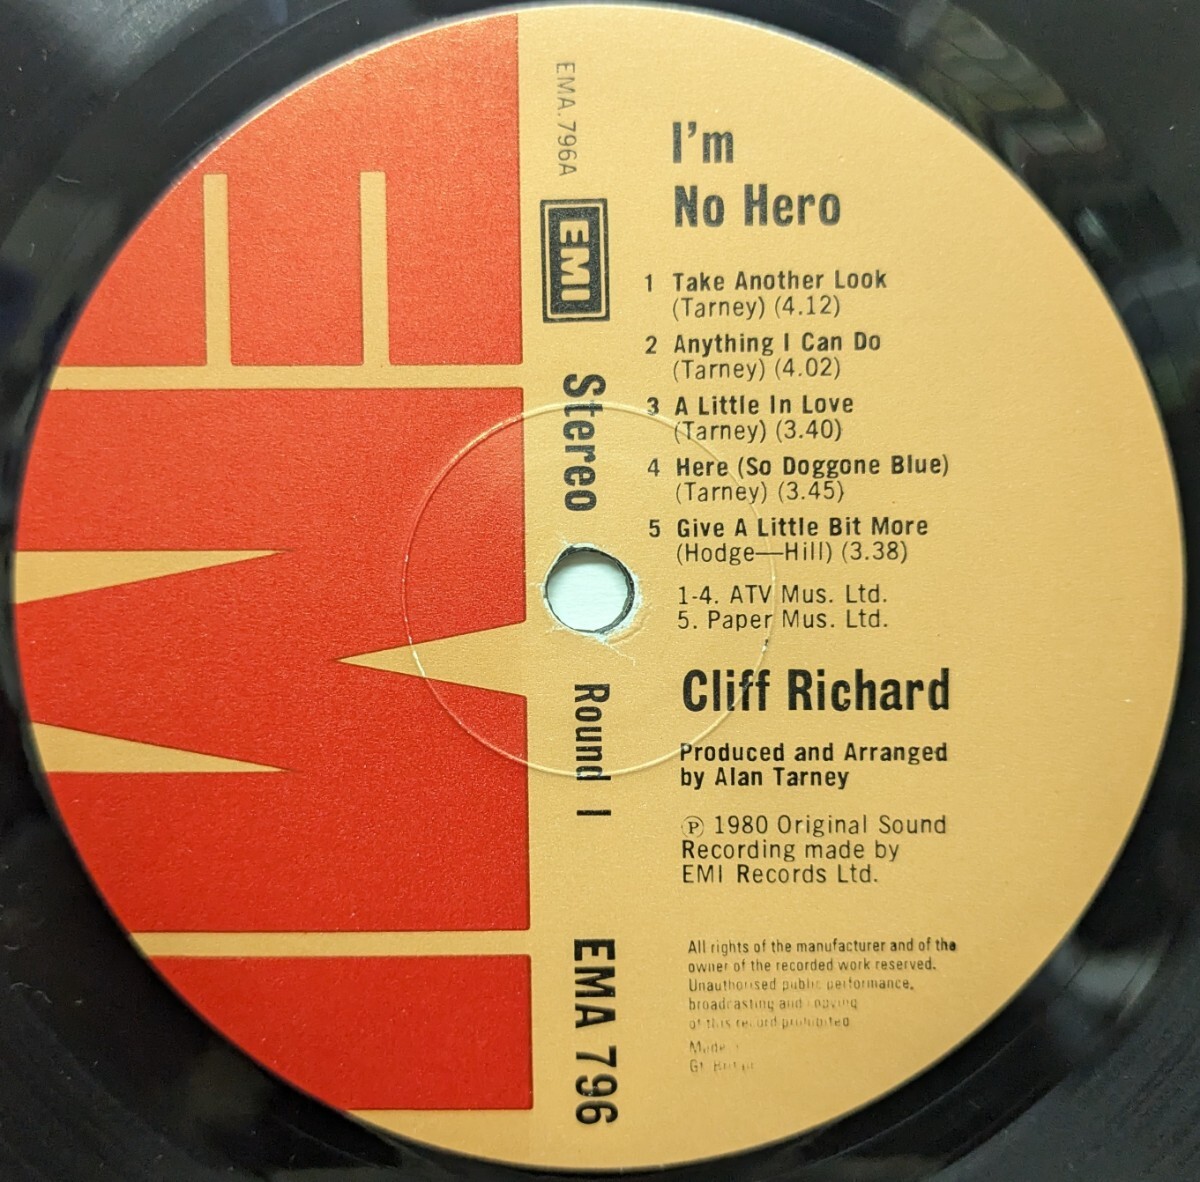 I'm
No Hero
1 Take Another Look
(Tarney) (4.12)
2 Anything I Can Do
(Tarney) (4.02)
3 A Little In Love
(Tarney) (3.40)
4 Here (So Doggone Blue)
(Tarney) (3.45)
5 Give A Little Bit More
(Hodge—Hill) (3.38)
1-4. ATV Mus. Ltd.
5. Paper Mus. Ltd.
Cliff Richard
Produced and Arranged
by Alan Tarney
Ⓟ 1980 Original Sound
Recording made by
EMI Records Ltd.
All rights of the manufacturer and of the
owner of the recorded work reserved.
Unauthorised public performance,
broadcasting and copying
of this record prohibited
Made
EMA.796A
EMI
Stereo
Round I
EMA 796